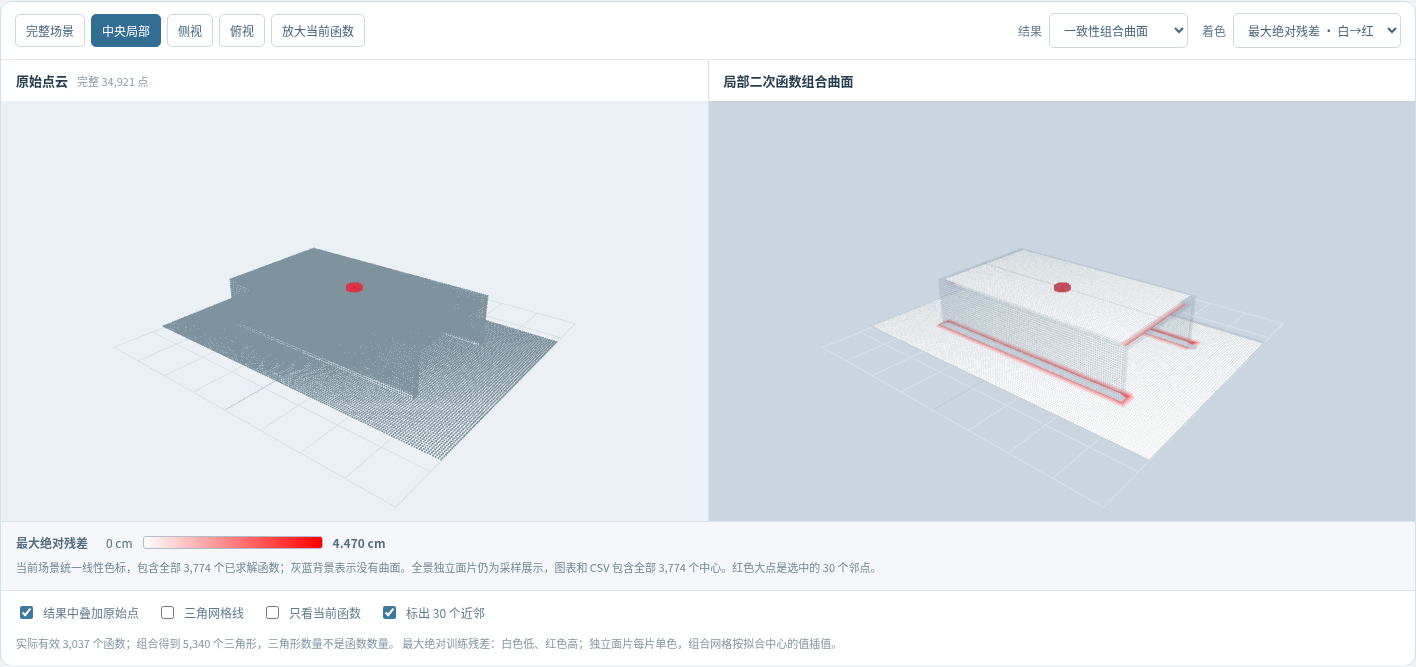 完整场景 中央局部 侧视 俯视 放大当前函数 结果 一致性组合曲面 着色 最大绝对残差 · 白→红
原始点云 完整 34,921 点 局部二次函数组合曲面
最大绝对残差 0 cm 4.470 cm
当前场景统一线性色标，包含全部 3,774 个已求解函数；灰蓝背景表示没有曲面。全景独立面片仍为采样展示，图表和 CSV 包含全部 3,774 个中心。红色大点是选中的 30 个邻点。
结果中叠加原始点 三角网格线 只看当前函数 标出 30 个近邻
实际有效 3,037 个函数；组合得到 5,340 个三角形，三角形数量不是函数数量。 最大绝对训练残差：白色低、红色高；独立面片每片单色，组合网格按拟合中心的值插值。